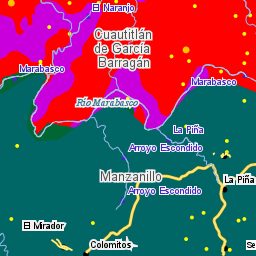 El Naranjo
Cuautitlán
de García
Barragán
Marabasco
Marabasco
Río Marabasco
La Piña
Arroyo Escondido
Manzanillo
La Piña
Arroyo Escondido
El Mirador
Colomitos
Se